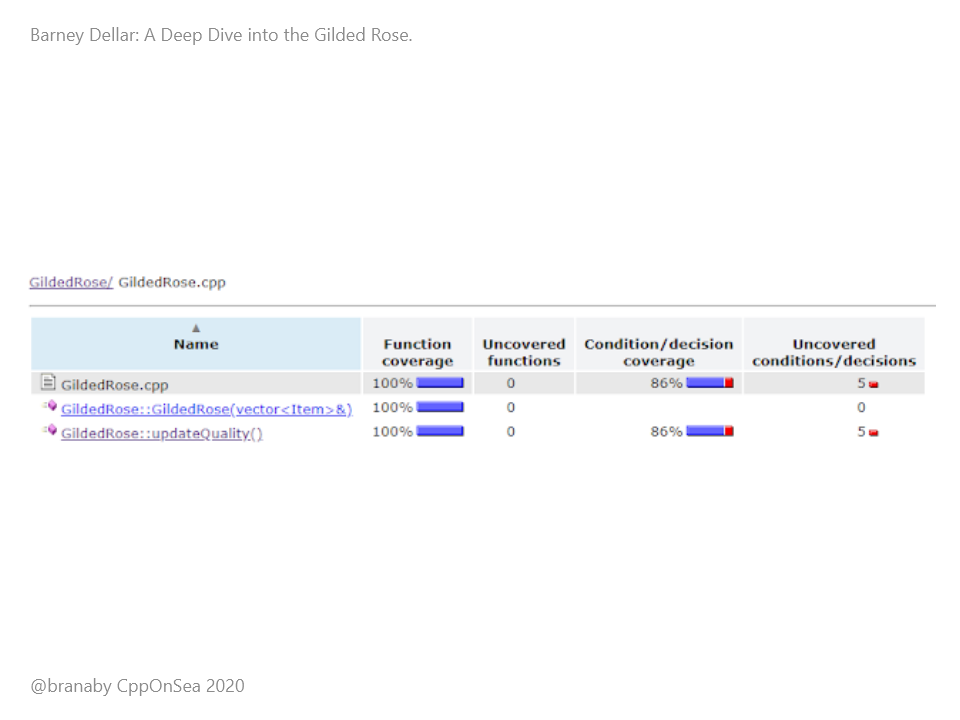 Barney Dellar: A Deep Dive into the Gilded Rose.
GildedRose/ GildedRose.cpp
Name Function coverage Uncovered functions Condition/decision coverage Uncovered conditions/decisions
GildedRose.cpp 100% 0 86% 5
GildedRose::GildedRose(vector<Item>&) 100% 0 0
GildedRose::updateQuality() 100% 0 86% 5
@branaby CppOnSea 2020